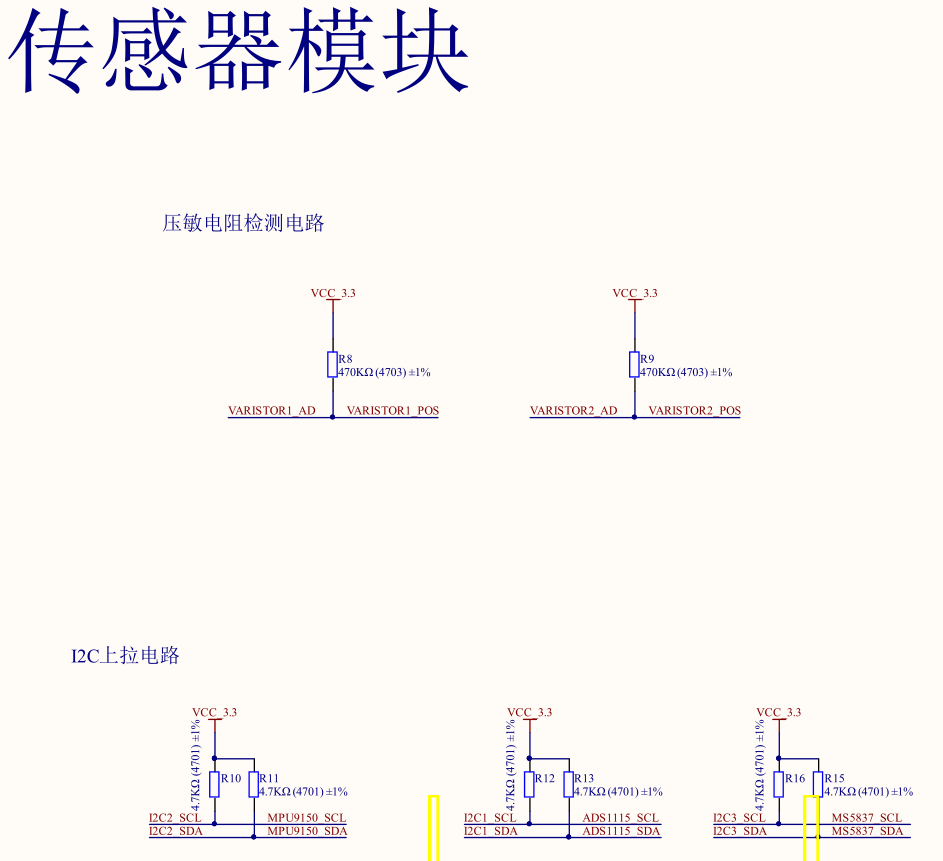 传感器模块
压敏电阻检测电路
VCC_3.3
VCC_3.3
R8
470KΩ (4703) ±1%
R9
470KΩ (4703) ±1%
VARISTOR1_AD VARISTOR1_POS
VARISTOR2_AD VARISTOR2_POS
I2C上拉电路
VCC_3.3
4.7KΩ (4701) ±1%
R10
R11
4.7KΩ (4701) ±1%
I2C2_SCL MPU9150_SCL
I2C2_SDA MPU9150_SDA
VCC_3.3
4.7KΩ (4701) ±1%
R12
R13
4.7KΩ (4701) ±1%
I2C1_SCL ADS1115_SCL
I2C1_SDA ADS1115_SDA
VCC_3.3
4.7KΩ (4701) ±1%
R16
R15
4.7KΩ (4701) ±1%
I2C3_SCL MS5837_SCL
I2C3_SDA MS5837_SDA